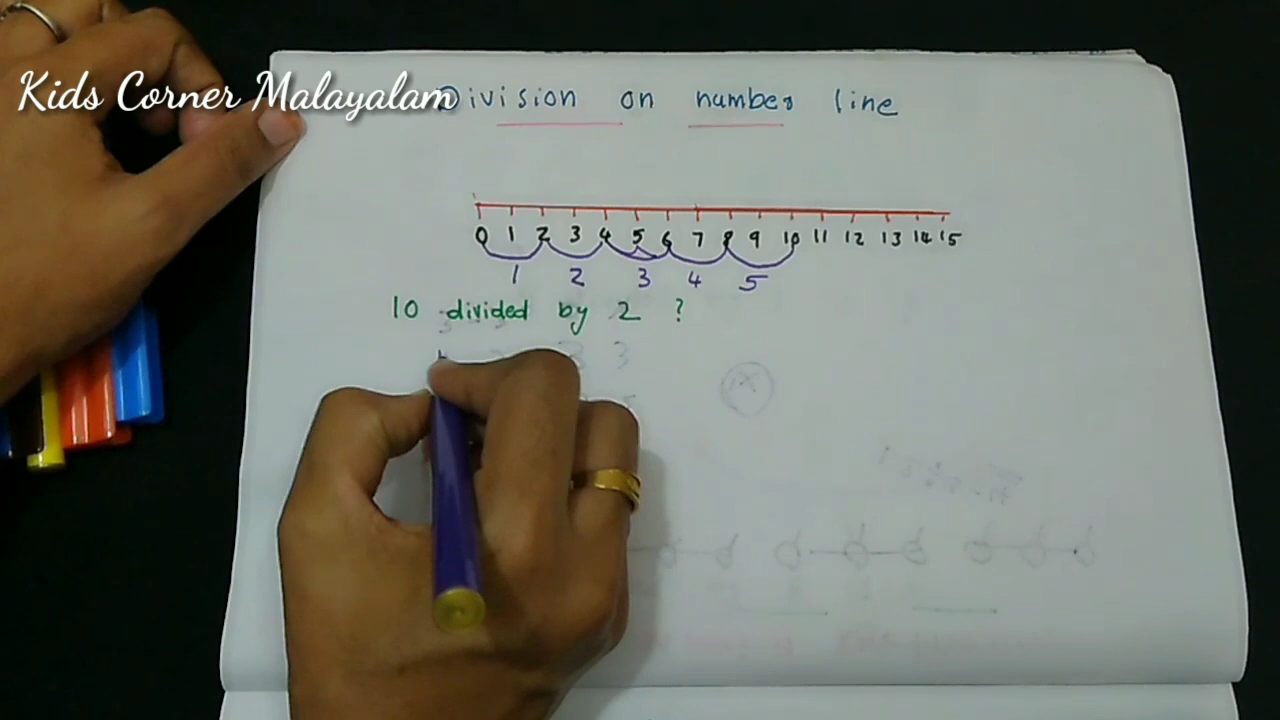 Kids Corner Malayalam
Division on number line
0 1 2 3 4 5 6 7 8 9 10 11 12 13 14 15
1 2 3 4 5
10 divided by 2 ?